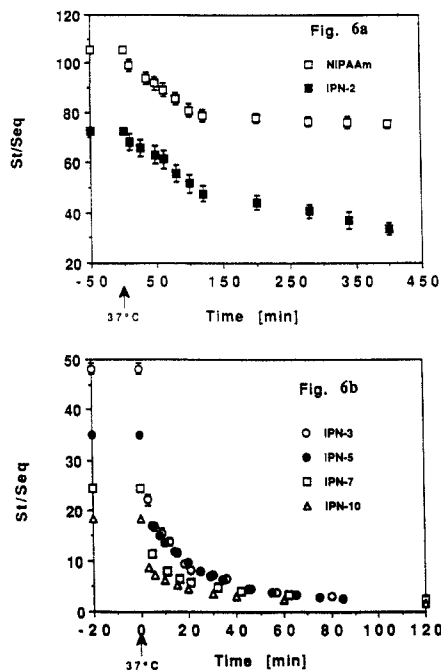 Fig. 6a
NIPAAm
IPN-2
St/Seq
120
100
80
60
40
20
-50 50 150 250 350 450
37°C
Time [min]
Fig. 6b
IPN-3
IPN-5
IPN-7
IPN-10
St/Seq
50
40
30
20
10
0
-20 0 20 40 60 80 100 120
37°C
Time [min]